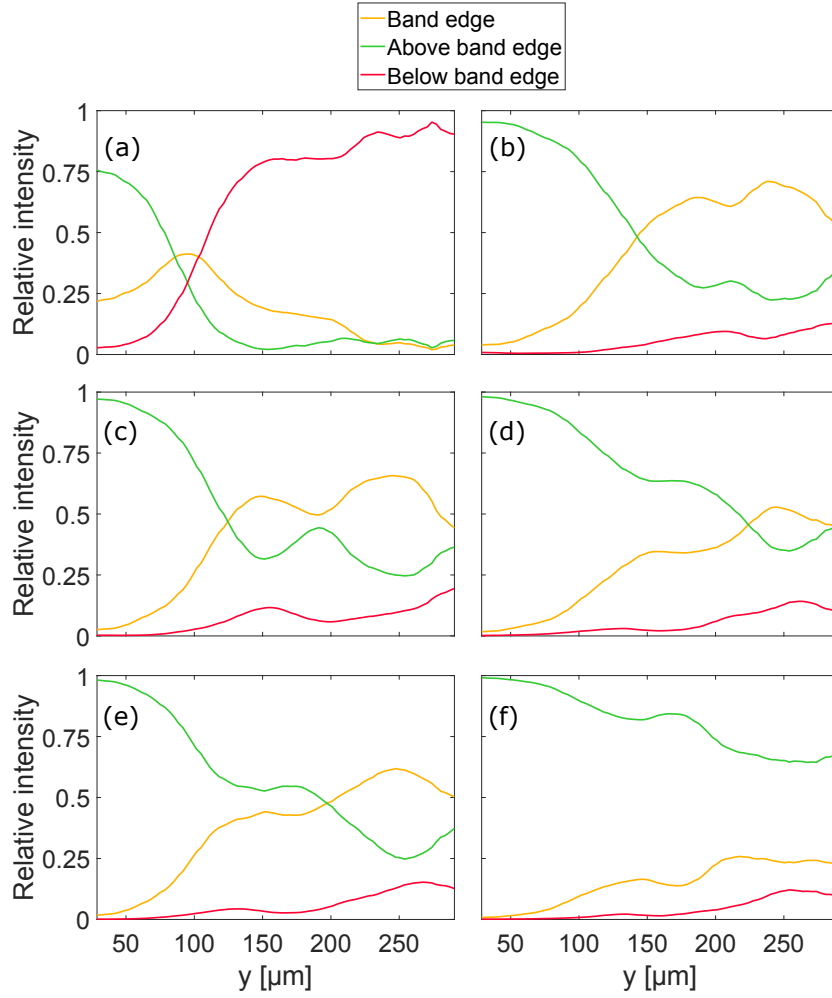 Band edge
Above band edge
Below band edge
1
0.75
0.5
0.25
0
Relative intensity
(a)
(b)
1
0.75
0.5
0.25
0
Relative intensity
(c)
(d)
1
0.75
0.5
0.25
0
Relative intensity
(e)
(f)
50 100 150 200 250
50 100 150 200 250
y [µm]
y [µm]